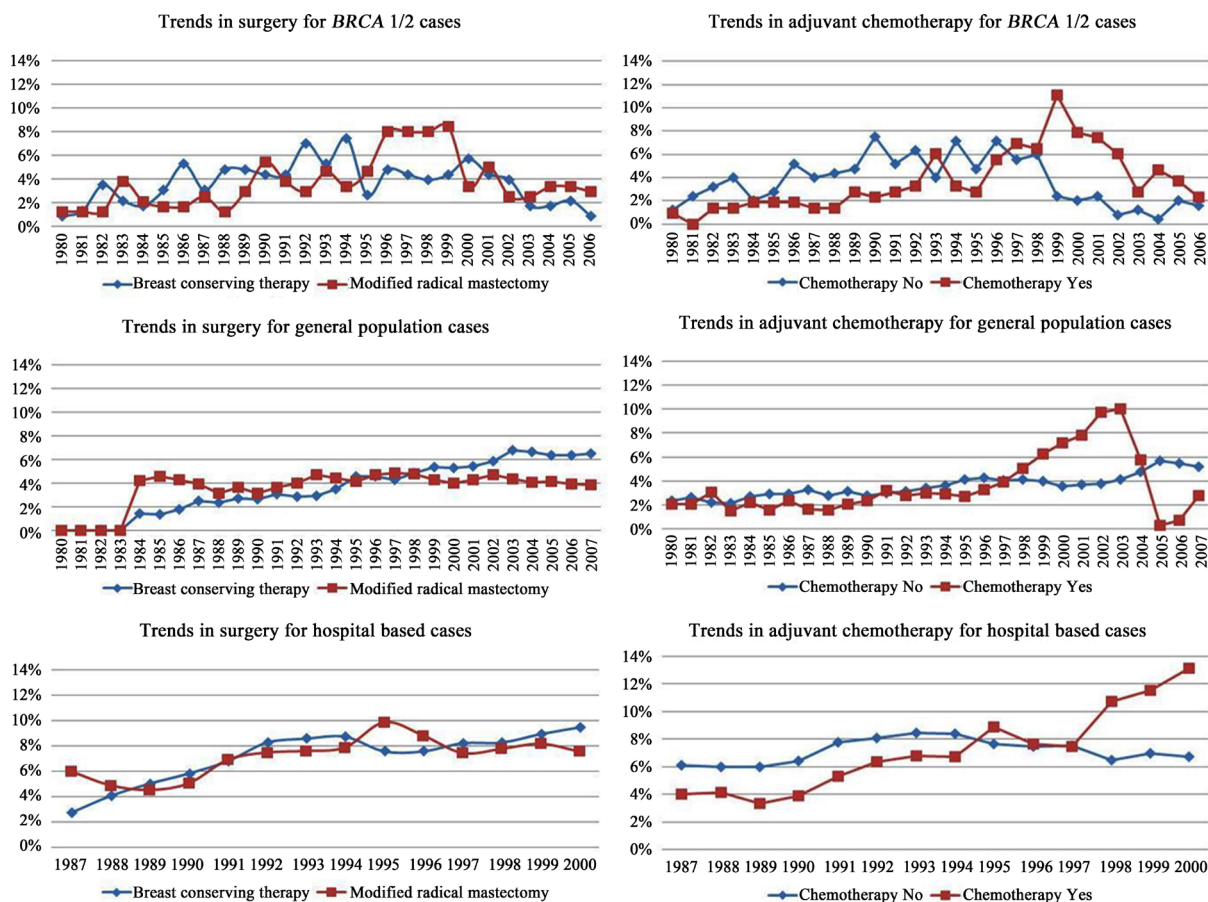 Trends in surgery for BRCA 1/2 cases
14%
12%
10%
8%
6%
4%
2%
0%
1980 1981 1982 1983 1984 1985 1986 1987 1988 1989 1990 1991 1992 1993 1994 1995 1996 1997 1998 1999 2000 2001 2002 2003 2004 2005 2006
Breast conserving therapy Modified radical mastectomy
Trends in adjuvant chemotherapy for BRCA 1/2 cases
14%
12%
10%
8%
6%
4%
2%
0%
1980 1981 1982 1983 1984 1985 1986 1987 1988 1989 1990 1991 1992 1993 1994 1995 1996 1997 1998 1999 2000 2001 2002 2003 2004 2005 2006
Chemotherapy No Chemotherapy Yes
Trends in surgery for general population cases
14%
12%
10%
8%
6%
4%
2%
0%
1980 1981 1982 1983 1984 1985 1986 1987 1988 1989 1990 1991 1992 1993 1994 1995 1996 1997 1998 1999 2000 2001 2002 2003 2004 2005 2006 2007
Breast conserving therapy Modified radical mastectomy
Trends in adjuvant chemotherapy for general population cases
14%
12%
10%
8%
6%
4%
2%
0%
1980 1981 1982 1983 1984 1985 1986 1987 1988 1989 1990 1991 1992 1993 1994 1995 1996 1997 1998 1999 2000 2001 2002 2003 2004 2005 2006 2007
Chemotherapy No Chemotherapy Yes
Trends in surgery for hospital based cases
14%
12%
10%
8%
6%
4%
2%
0%
1987 1988 1989 1990 1991 1992 1993 1994 1995 1996 1997 1998 1999 2000
Breast conserving therapy Modified radical mastectomy
Trends in adjuvant chemotherapy for hospital based cases
14%
12%
10%
8%
6%
4%
2%
0%
1987 1988 1989 1990 1991 1992 1993 1994 1995 1996 1997 1998 1999 2000
Chemotherapy No Chemotherapy Yes